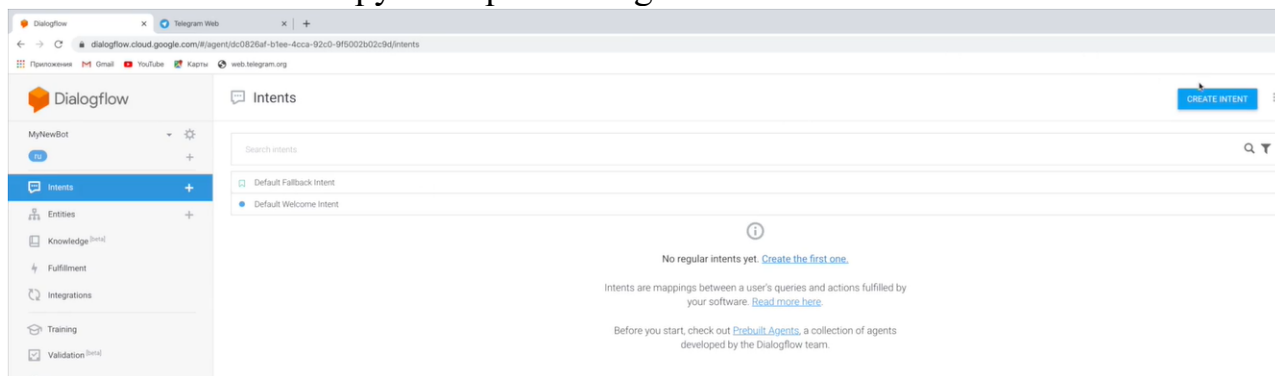 Dialogflow
Telegram Web
dialogflow.cloud.google.com/#/agent/dc0826af-b1ee-4cca-92c0-9f5002b02c9d/intents
Приложения Gmail YouTube Карты web.telegram.org
Dialogflow
Intents
CREATE INTENT
MyNewBot
ru
Search intents
Intents
Default Fallback Intent
Default Welcome Intent
Entities
Knowledge [beta]
Fulfillment
Integrations
Training
Validation [beta]
No regular intents yet. Create the first one.
Intents are mappings between a user's queries and actions fulfilled by
your software. Read more here.
Before you start, check out Prebuilt Agents, a collection of agents
developed by the Dialogflow team.